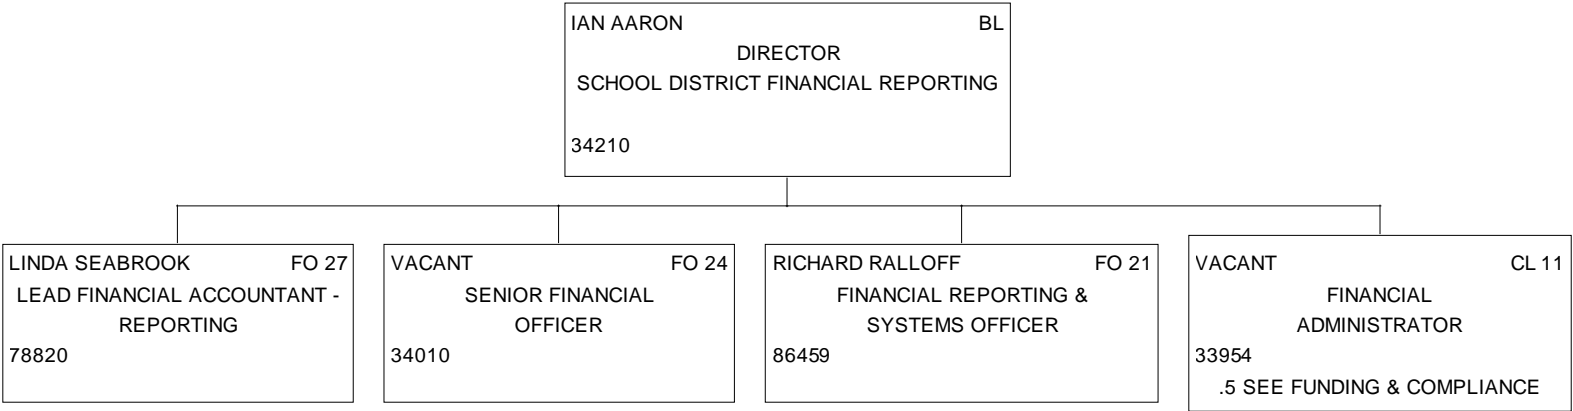 IAN AARON BL
DIRECTOR
SCHOOL DISTRICT FINANCIAL REPORTING
34210
LINDA SEABROOK FO 27
LEAD FINANCIAL ACCOUNTANT -
REPORTING
78820
VACANT FO 24
SENIOR FINANCIAL
OFFICER
34010
RICHARD RALLOFF FO 21
FINANCIAL REPORTING &
SYSTEMS OFFICER
86459
VACANT CL 11
FINANCIAL
ADMINISTRATOR
33954
.5 SEE FUNDING & COMPLIANCE